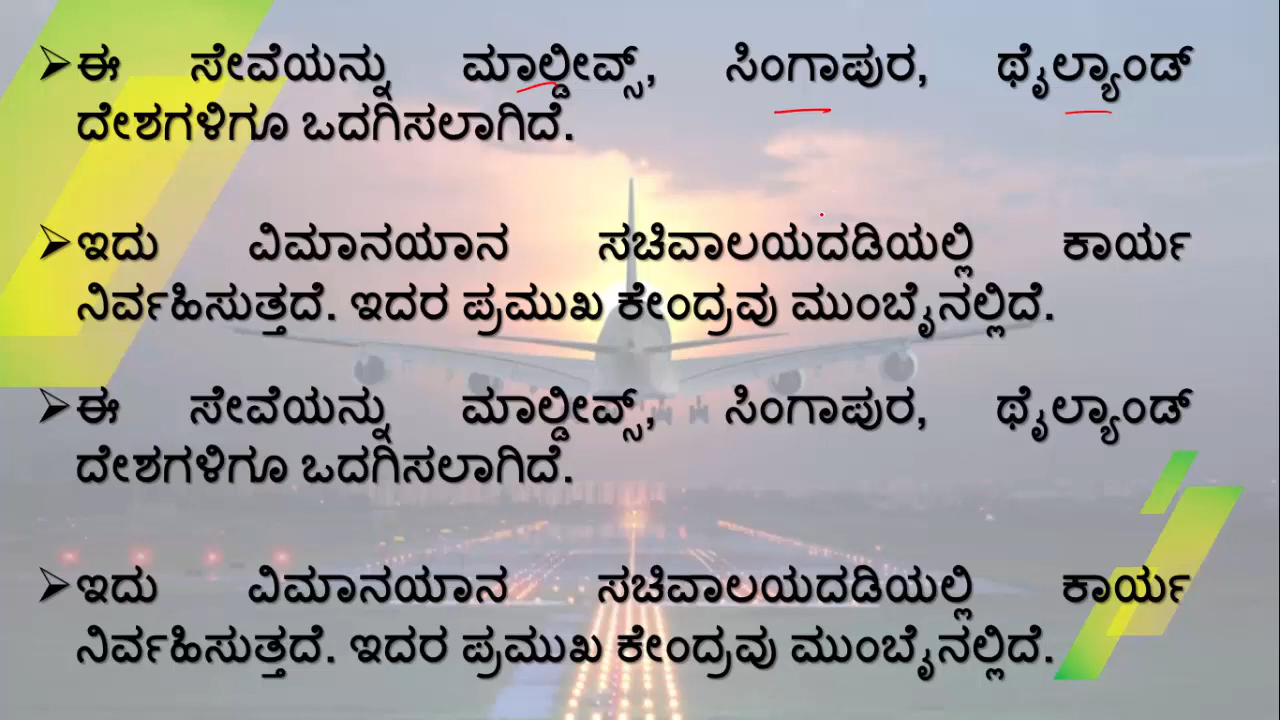 ➢ಈ ಸೇವೆಯನ್ನು ಮಾಲ್ಡೀವ್ಸ್, ಸಿಂಗಾಪುರ, ಥೈಲ್ಯಾಂಡ್
ದೇಶಗಳಿಗೂ ಒದಗಿಸಲಾಗಿದೆ.
➢ಇದು ವಿಮಾನಯಾನ ಸಚಿವಾಲಯದಡಿಯಲ್ಲಿ ಕಾರ್ಯ
ನಿರ್ವಹಿಸುತ್ತದೆ. ಇದರ ಪ್ರಮುಖ ಕೇಂದ್ರವು ಮುಂಬೈನಲ್ಲಿದೆ.
➢ಈ ಸೇವೆಯನ್ನು ಮಾಲ್ಡೀವ್ಸ್, ಸಿಂಗಾಪುರ, ಥೈಲ್ಯಾಂಡ್
ದೇಶಗಳಿಗೂ ಒದಗಿಸಲಾಗಿದೆ.
➢ಇದು ವಿಮಾನಯಾನ ಸಚಿವಾಲಯದಡಿಯಲ್ಲಿ ಕಾರ್ಯ
ನಿರ್ವಹಿಸುತ್ತದೆ. ಇದರ ಪ್ರಮುಖ ಕೇಂದ್ರವು ಮುಂಬೈನಲ್ಲಿದೆ.